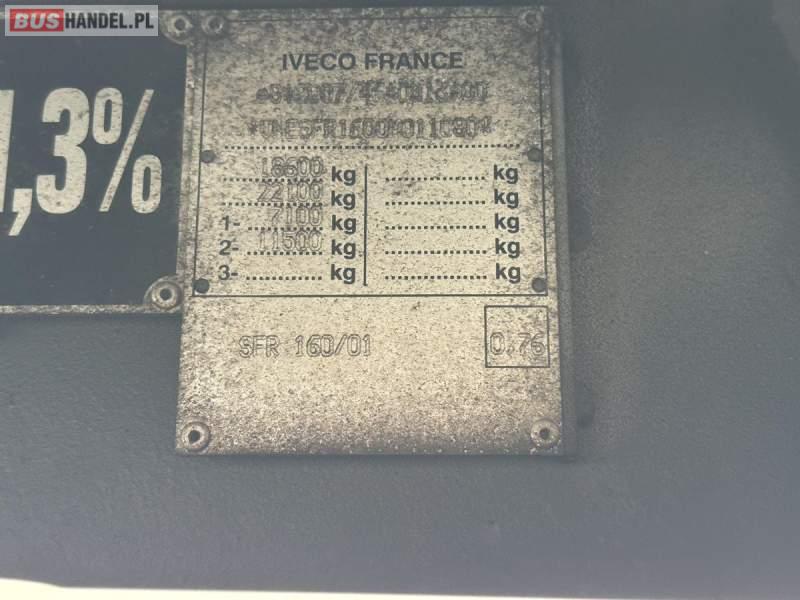 BUSHANDEL.PL
1,3%
IVECO FRANCE
18600 kg ........ kg
22100 kg ........ kg
1- 7100 kg ........ kg
2- 11500 kg ........ kg
3- ........ kg ........ kg
SFR 160/01
0.76